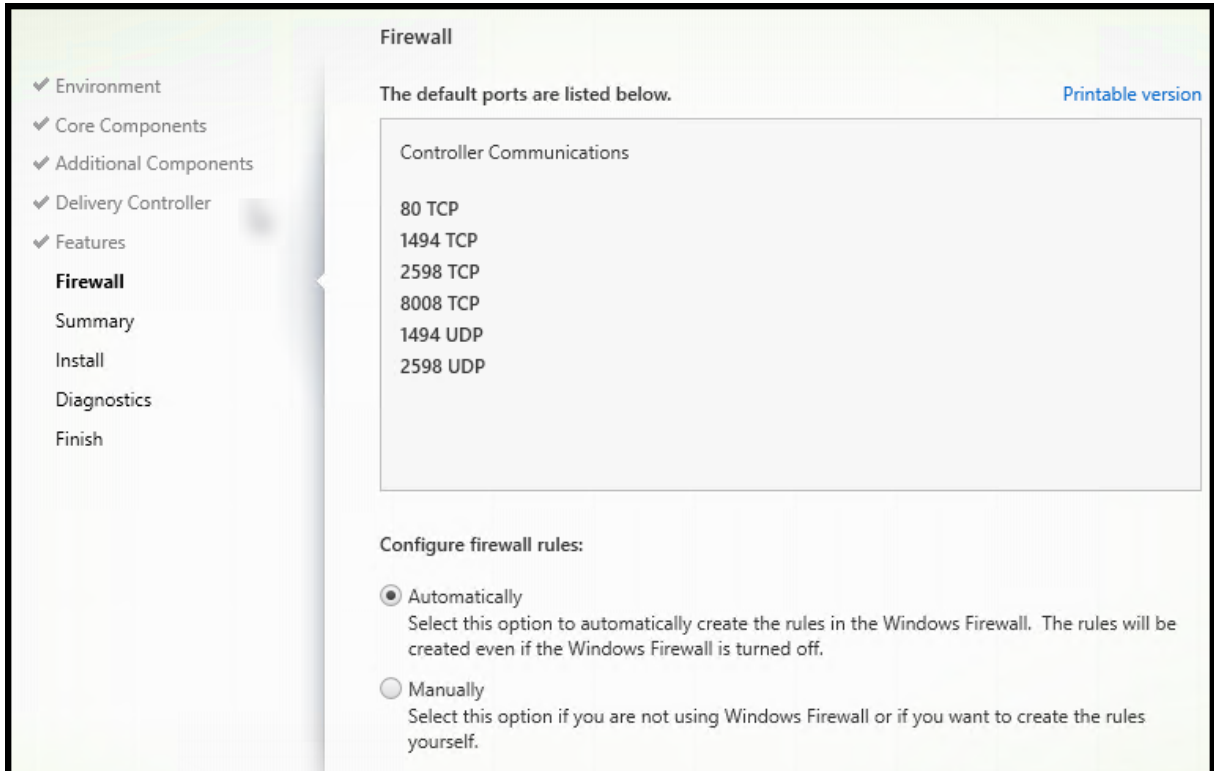 Firewall
Environment
Core Components
Additional Components
Delivery Controller
Features
Firewall
Summary
Install
Diagnostics
Finish
The default ports are listed below.
Printable version
Controller Communications
80 TCP
1494 TCP
2598 TCP
8008 TCP
1494 UDP
2598 UDP
Configure firewall rules:
Automatically
Select this option to automatically create the rules in the Windows Firewall. The rules will be
created even if the Windows Firewall is turned off.
Manually
Select this option if you are not using Windows Firewall or if you want to create the rules
yourself.